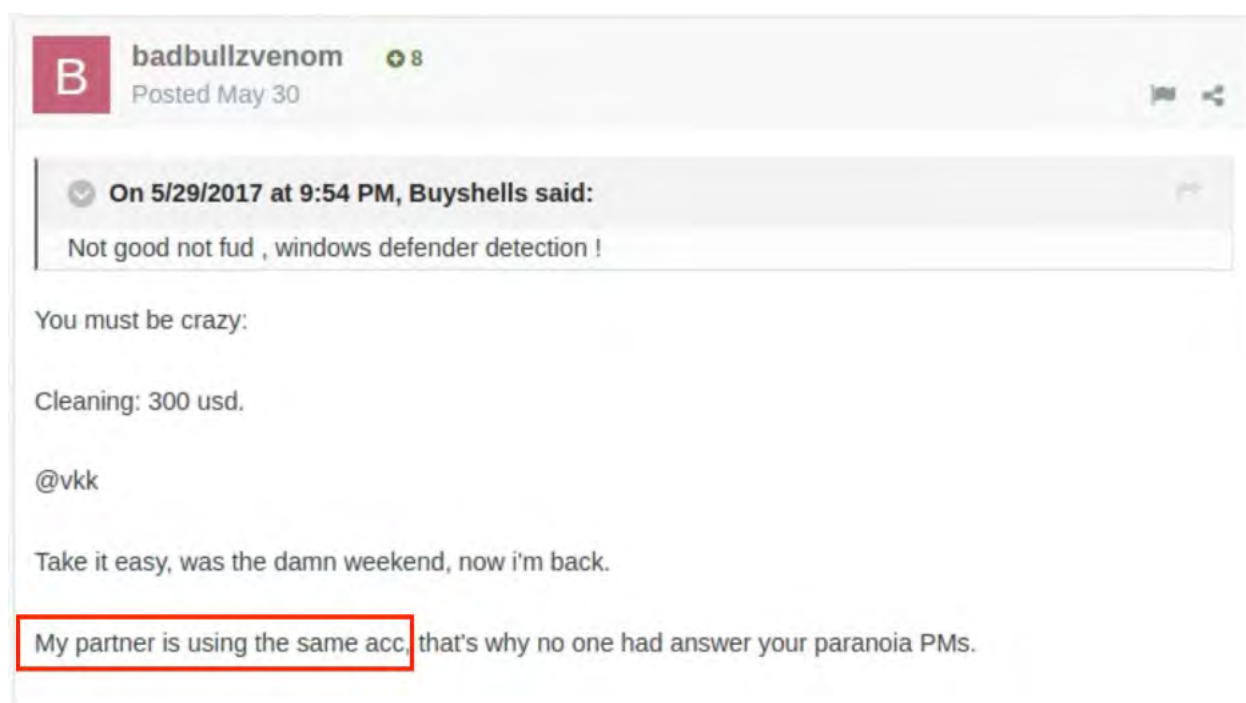 B
badbullzvenom 8
Posted May 30
On 5/29/2017 at 9:54 PM, Buyshells said:
Not good not fud , windows defender detection !
You must be crazy:
Cleaning: 300 usd.
@vkk
Take it easy, was the damn weekend, now i'm back.
My partner is using the same acc, that's why no one had answer your paranoia PMs.